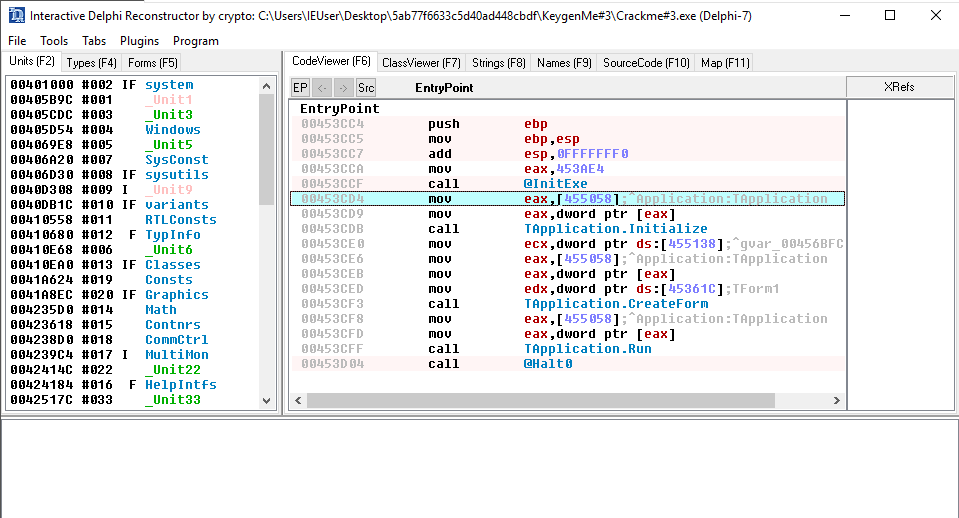 Interactive Delphi Reconstructor by crypto: C:\Users\IEUser\Desktop\5ab77f6633c5d40ad448cbdf\KeygenMe#3\Crackme#3.exe (Delphi-7)
File Tools Tabs Plugins Program
Units (F2) Types (F4) Forms (F5)
00401000 #002 IF system
00405B9C #001 _Unit1
00405CDC #003 _Unit3
00405D54 #004 Windows
004069E8 #005 _Unit5
00406A20 #007 SysConst
00406D30 #008 IF sysutils
0040D308 #009 I _Unit9
0040DB1C #010 IF variants
00410558 #011 RTLConsts
00410680 #012 F TypInfo
00410E68 #006 _Unit6
00410EA0 #013 IF Classes
0041A624 #019 Consts
0041A8EC #020 IF Graphics
004235D0 #014 Math
00423618 #015 Contnrs
004238D0 #018 CommCtrl
004239C4 #017 I MultiMon
0042414C #022 _Unit22
00424184 #016 F HelpIntfs
0042517C #033 _Unit33
CodeViewer (F6) ClassViewer (F7) Strings (F8) Names (F9) SourceCode (F10) Map (F11)
EP <- -> Src EntryPoint
EntryPoint
00453CC4 push ebp
00453CC5 mov ebp,esp
00453CC7 add esp,0FFFFFFF0
00453CCA mov eax,453AE4
00453CCF call @InitExe
00453CD4 mov eax,[455058];^Application:TApplication
00453CD9 mov eax,dword ptr [eax]
00453CDB call TApplication.Initialize
00453CE0 mov ecx,dword ptr ds:[455138];^gvar_00456BFC
00453CE6 mov eax,[455058];^Application:TApplication
00453CEB mov eax,dword ptr [eax]
00453CED mov edx,dword ptr ds:[45361C];TForm1
00453CF3 call TApplication.CreateForm
00453CF8 mov eax,[455058];^Application:TApplication
00453CFD mov eax,dword ptr [eax]
00453CFF call TApplication.Run
00453D04 call @Halt0
XRefs